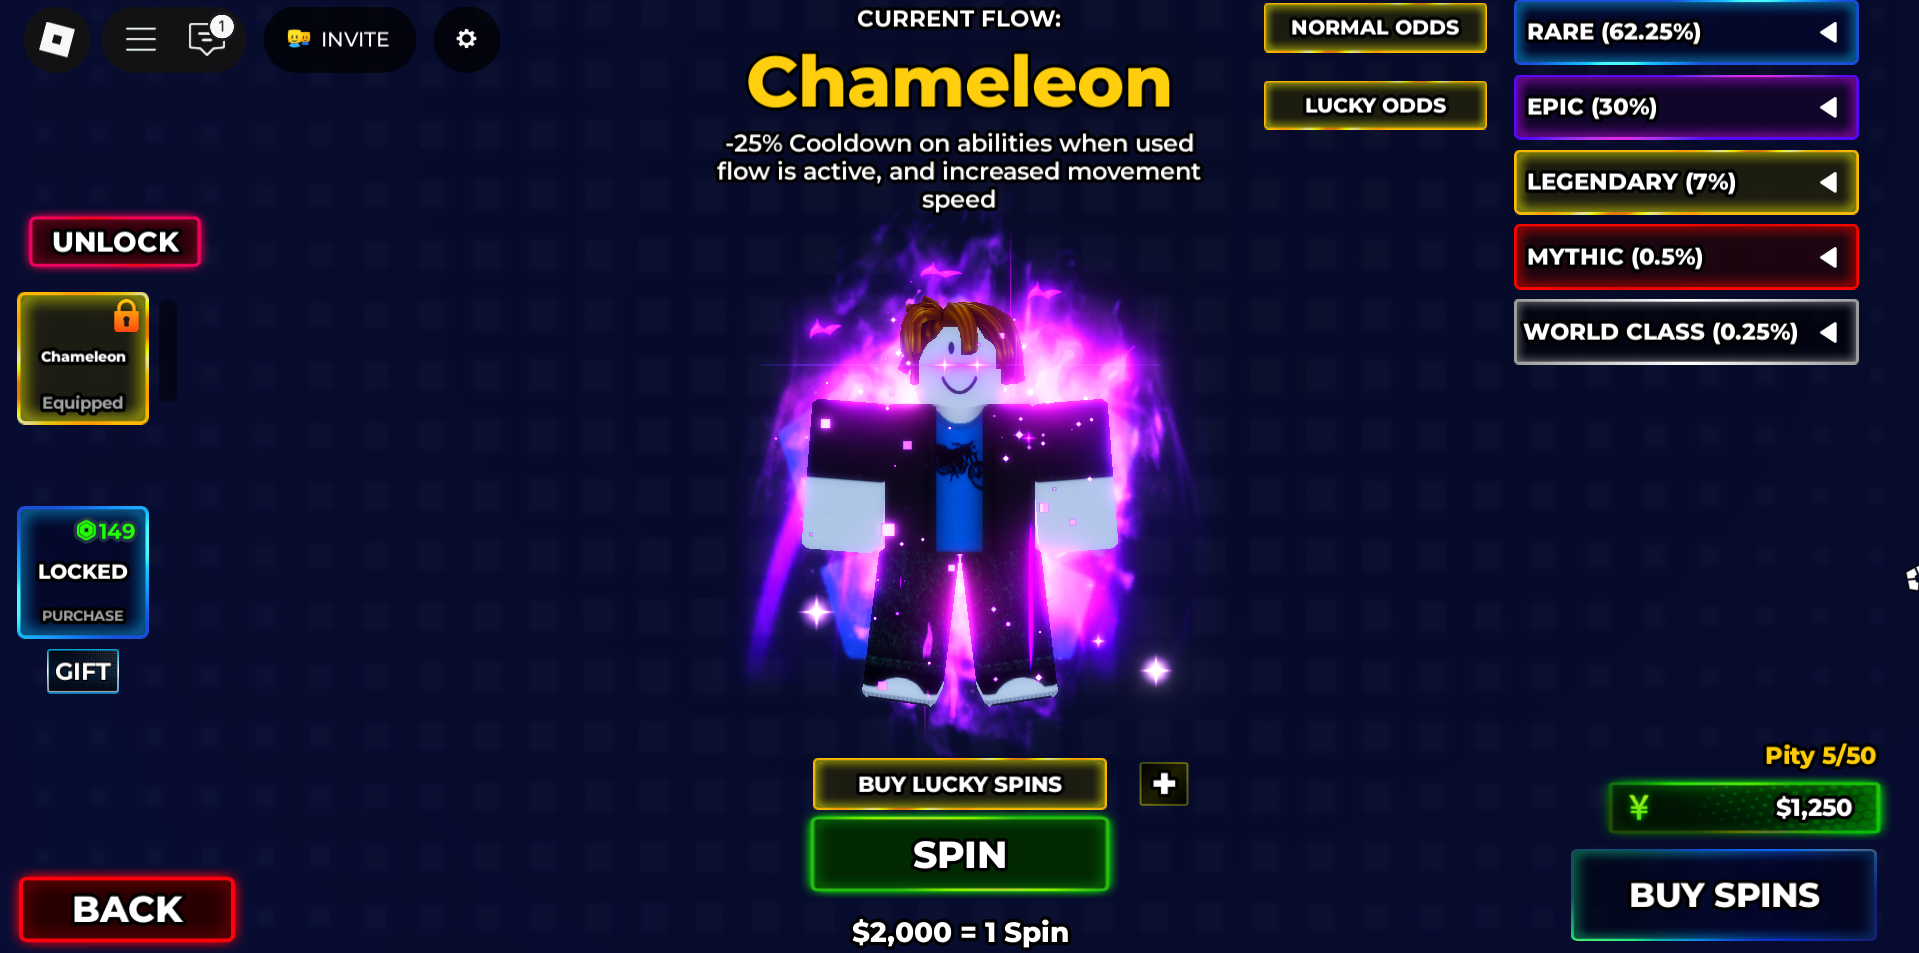 1
INVITE
CURRENT FLOW:
Chameleon
-25% Cooldown on abilities when used
flow is active, and increased movement
speed
NORMAL ODDS
LUCKY ODDS
RARE (62.25%)
EPIC (30%)
LEGENDARY (7%)
MYTHIC (0.5%)
WORLD CLASS (0.25%)
UNLOCK
Chameleon
Equipped
149
LOCKED
PURCHASE
GIFT
BACK
BUY LUCKY SPINS
+
SPIN
$2,000 = 1 Spin
Pity 5/50
¥ $1,250
BUY SPINS